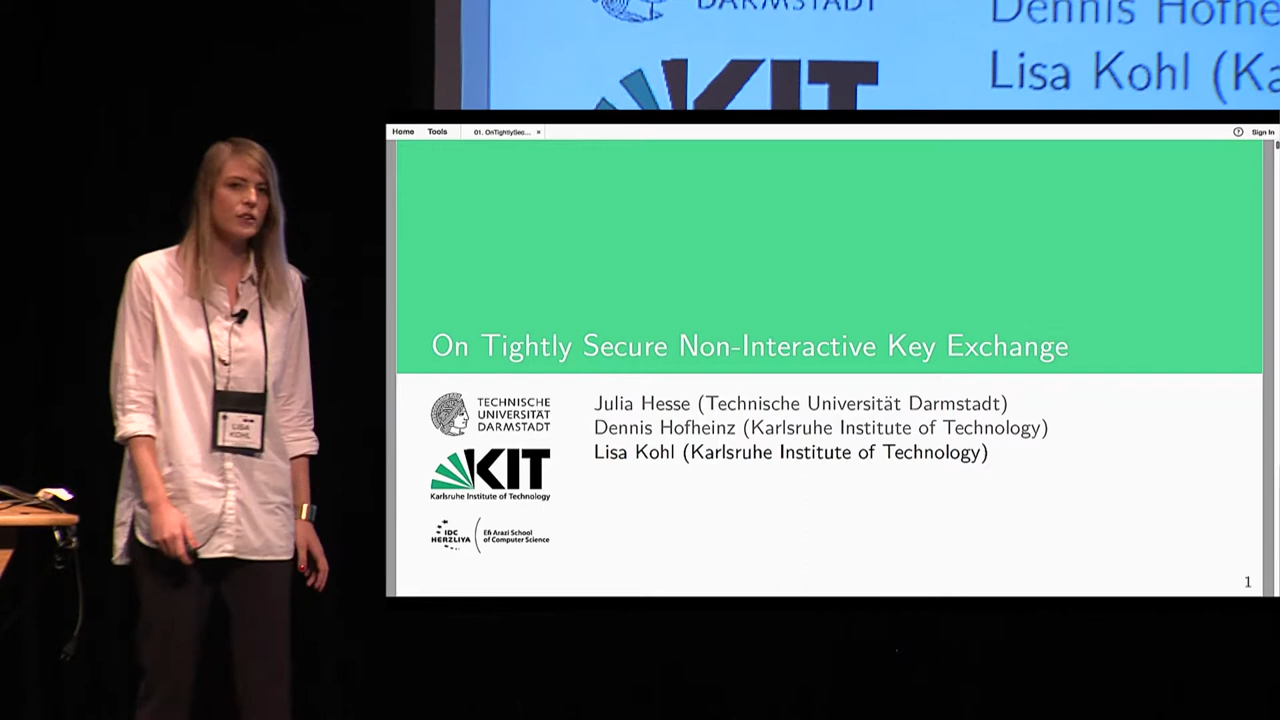 DARMSTADT
Dennis Hofhe
KIT
Lisa Kohl (Ka
Home Tools 01. OnTightlySec... × ? Sign In
On Tightly Secure Non-Interactive Key Exchange
TECHNISCHE
UNIVERSITÄT
DARMSTADT
Julia Hesse (Technische Universität Darmstadt)
Dennis Hofheinz (Karlsruhe Institute of Technology)
Lisa Kohl (Karlsruhe Institute of Technology)
KIT
Karlsruhe Institute of Technology
IDC
HERZLIYA
Efi Arazi School
of Computer Science
1
LISA
KOHL